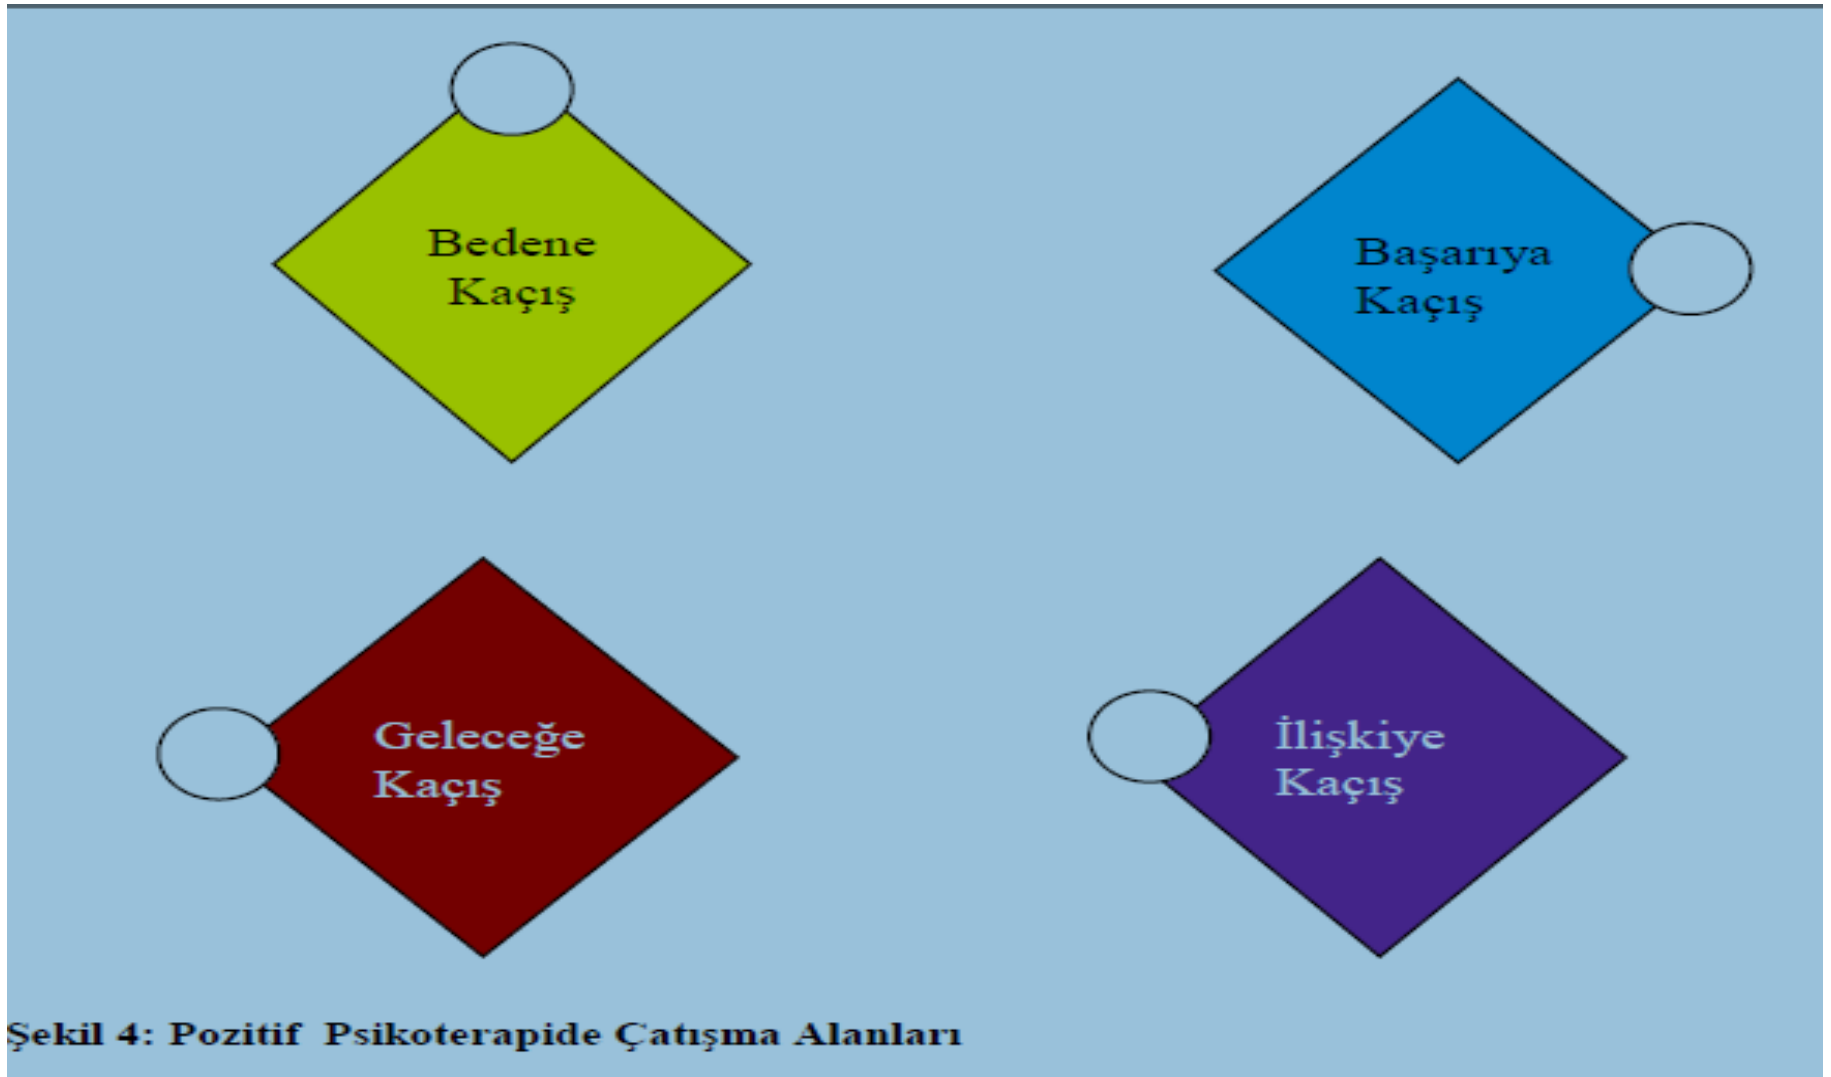 Bedene
Kaçış
Başarıya
Kaçış
Geleceğe
Kaçış
İlişkiye
Kaçış
Şekil 4: Pozitif Psikoterapide Çatışma Alanları